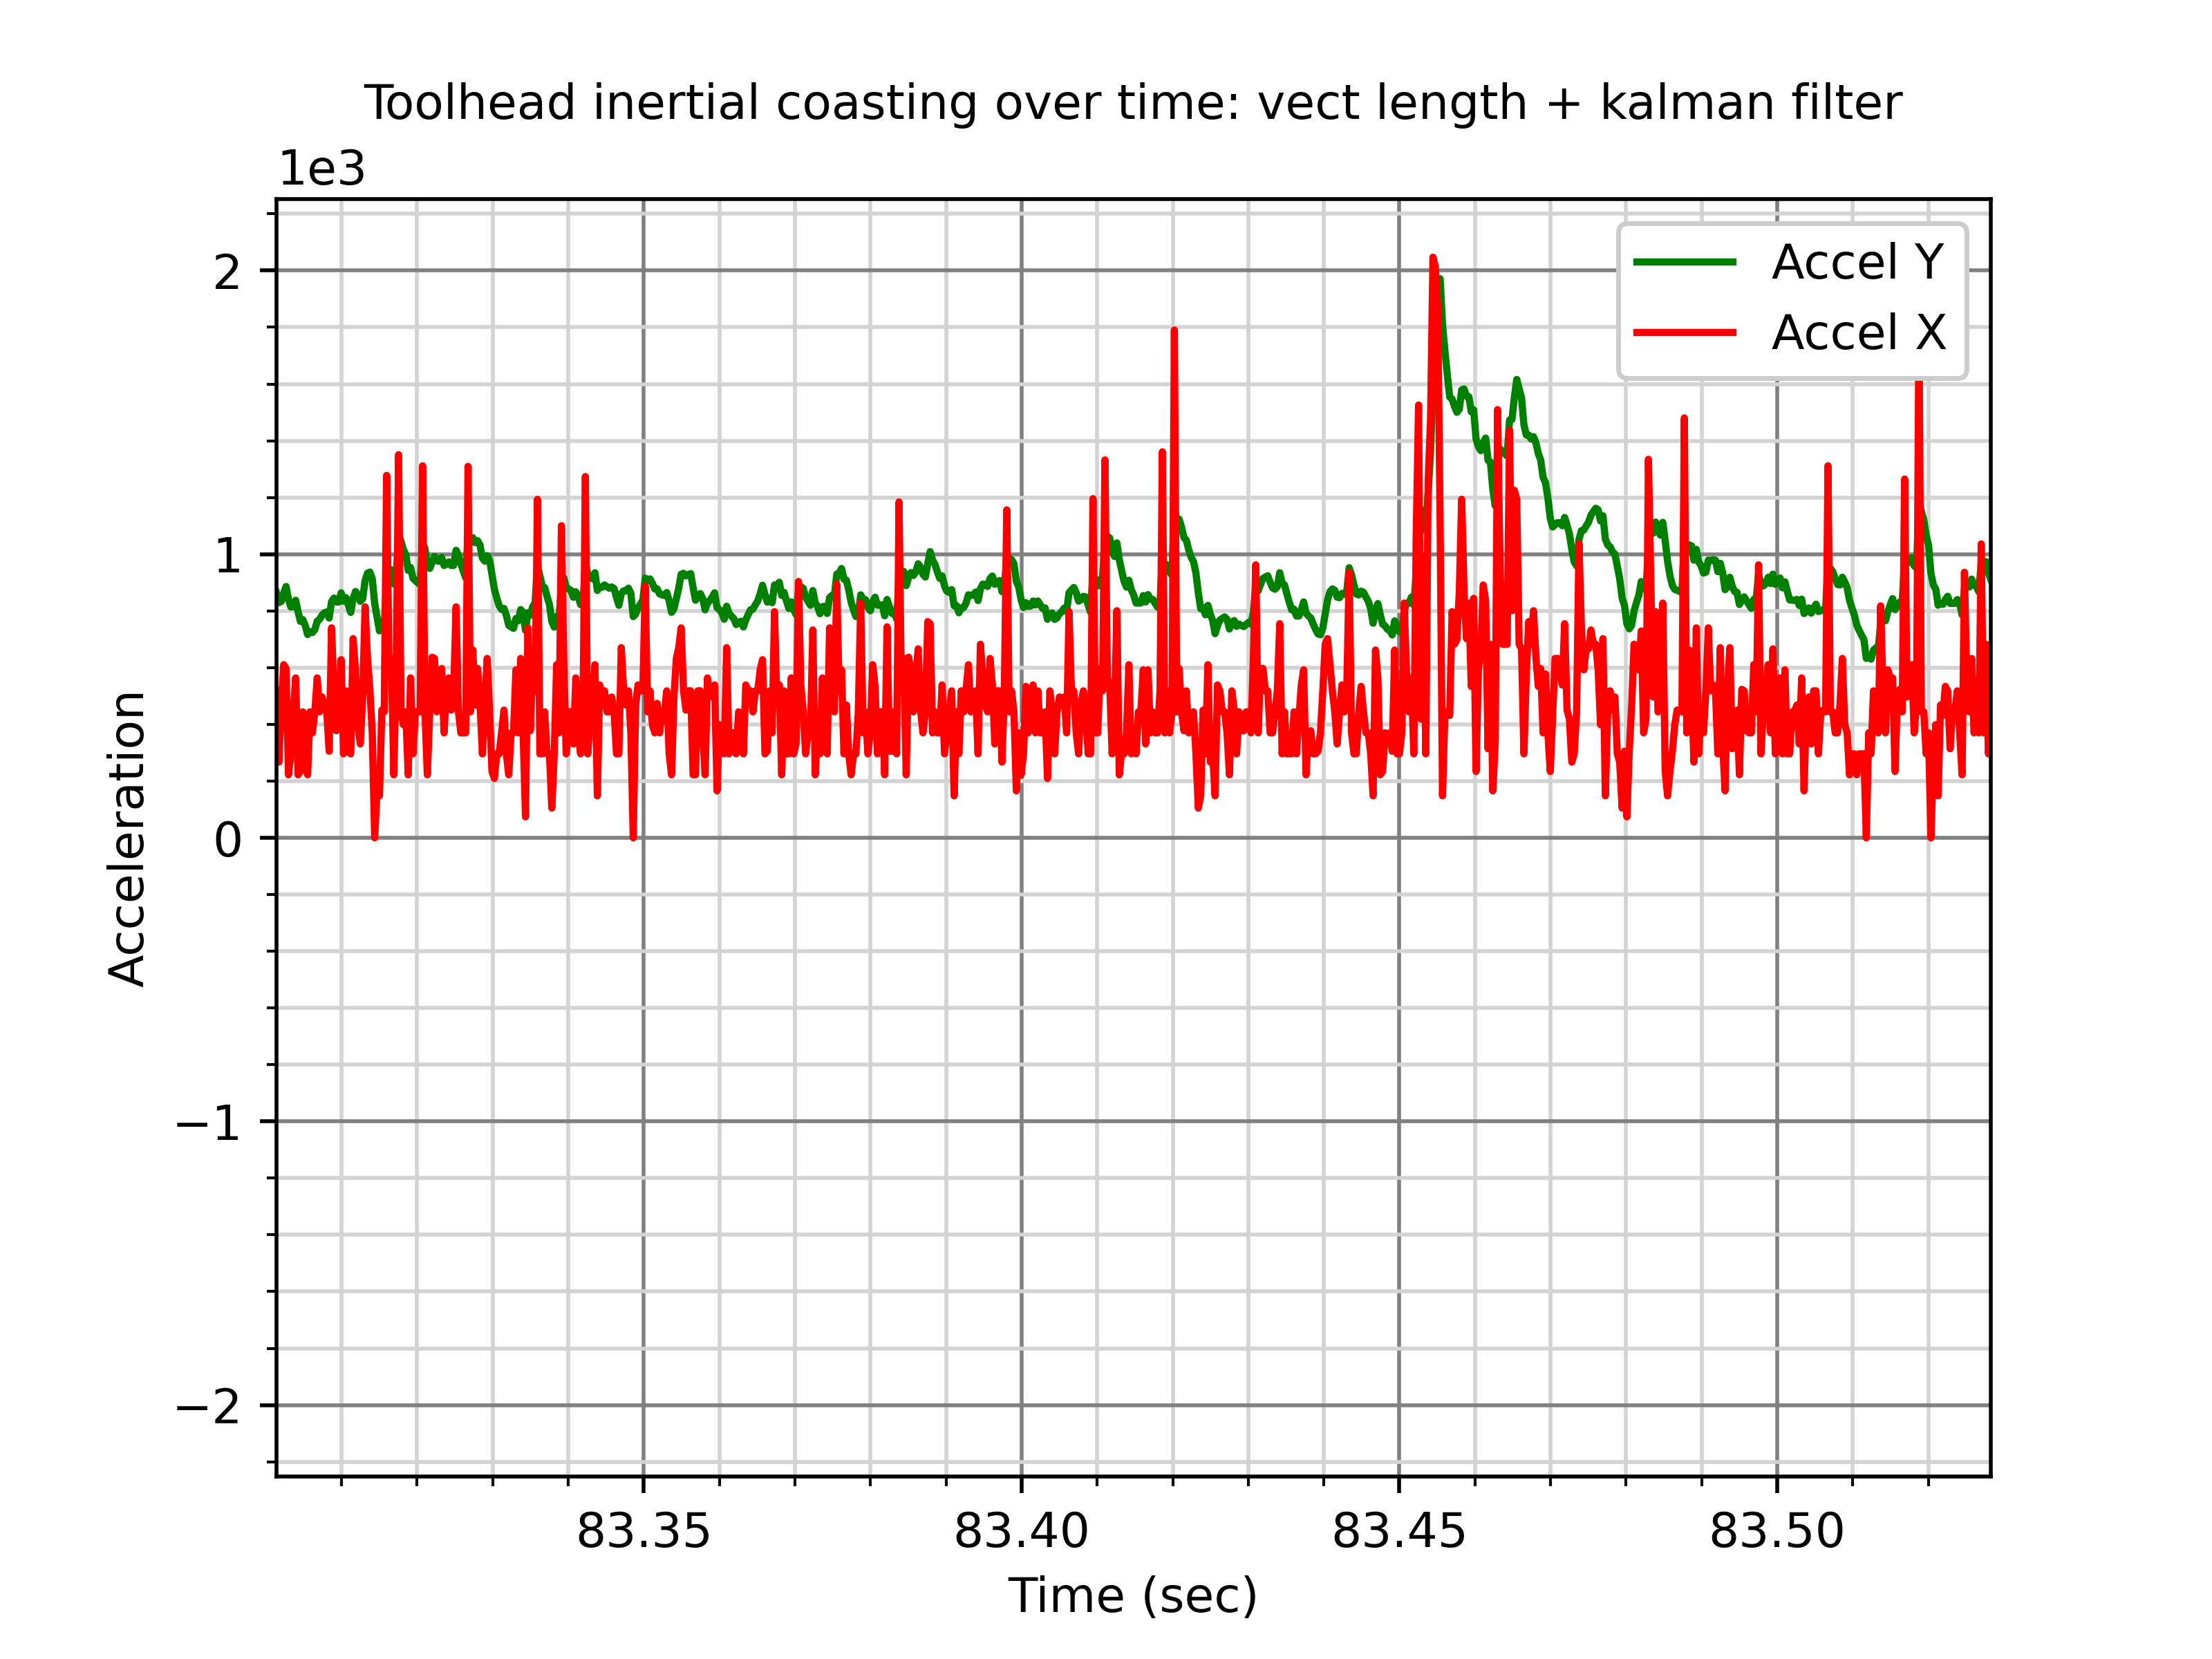 Toolhead inertial coasting over time: vect length + kalman filter
1e3
Accel Y
Accel X
2
1
0
−1
−2
Acceleration
83.35 83.40 83.45 83.50
Time (sec)